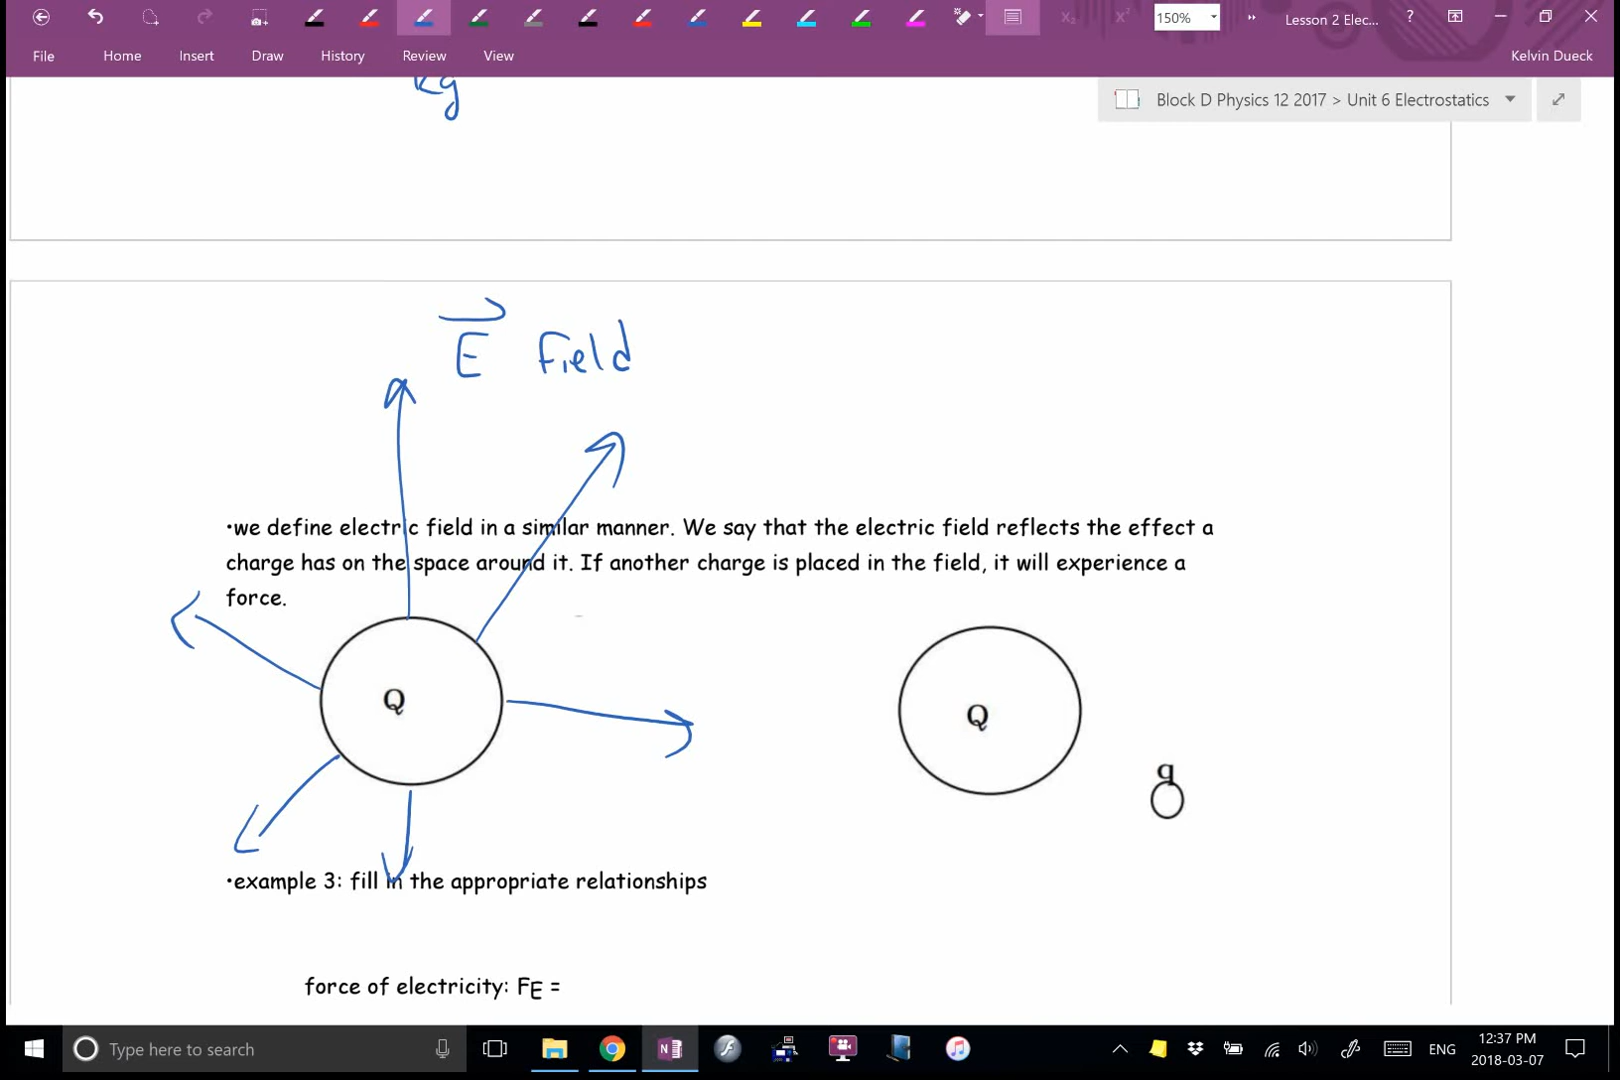 150%
Lesson 2 Elec...
?
File Home Insert Draw History Review View
Kelvin Dueck
kg
Block D Physics 12 2017 > Unit 6 Electrostatics
E Field
•we define electric field in a similar manner. We say that the electric field reflects the effect a
charge has on the space around it. If another charge is placed in the field, it will experience a
force.
Q
Q
q
•example 3: fill in the appropriate relationships
force of electricity: FE =
Type here to search
ENG
12:37 PM
2018-03-07